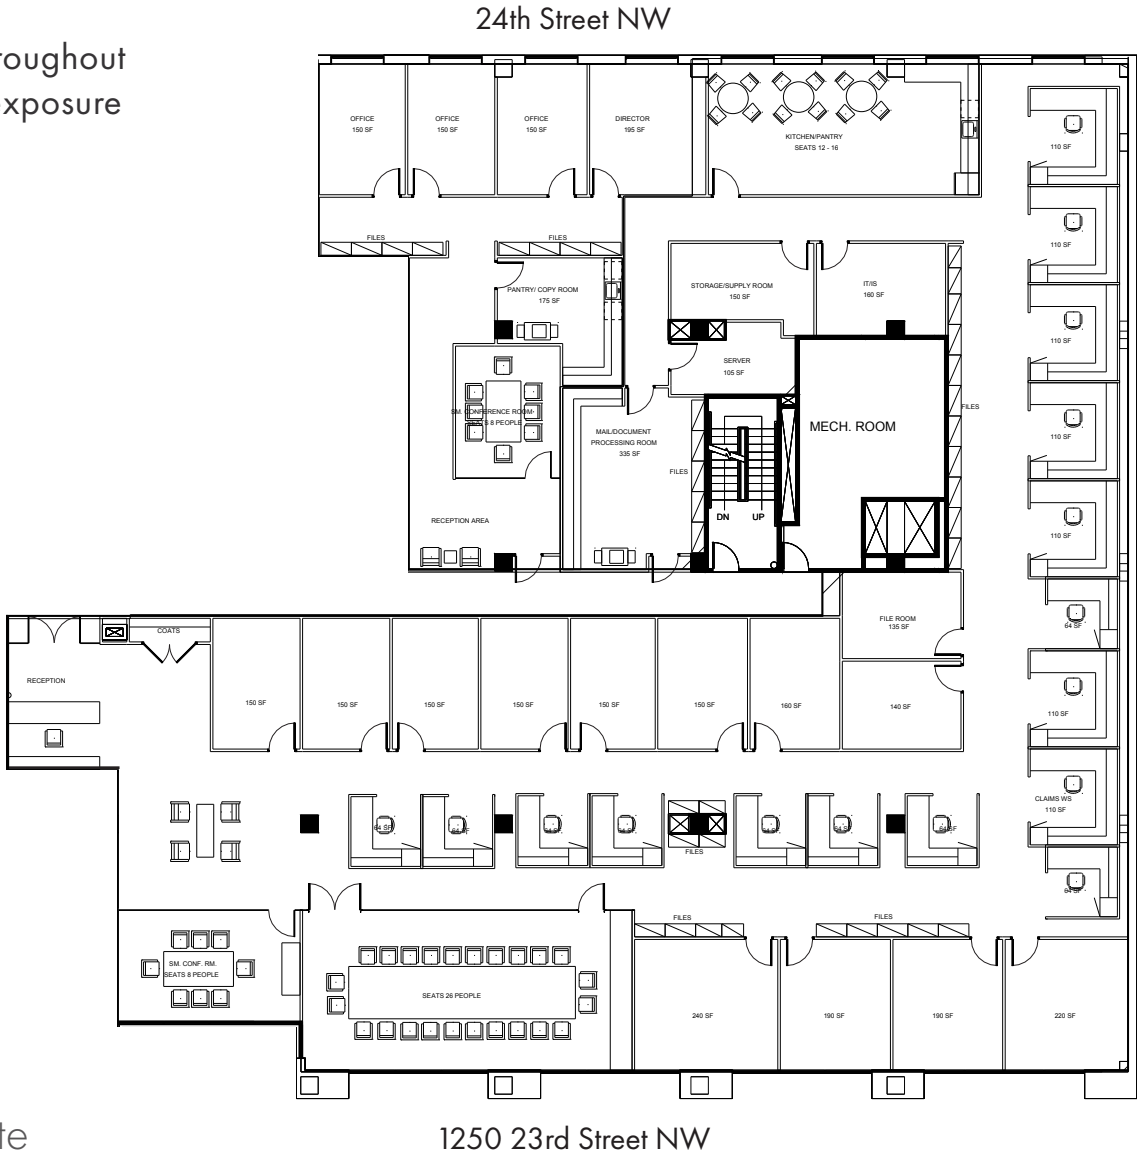 24th Street NW
roughout
exposure
OFFICE
150 SF
OFFICE
150 SF
OFFICE
150 SF
DIRECTOR
195 SF
KITCHEN/PANTRY
SEATS 12 - 16
110 SF
110 SF
FILES
FILES
PANTRY/ COPY ROOM
175 SF
STORAGE/SUPPLY ROOM
150 SF
IT/IS
160 SF
110 SF
SERVER
105 SF
SM. CONFERENCE ROOM
SEATS 8 PEOPLE
MAIL/DOCUMENT
PROCESSING ROOM
335 SF
FILES
MECH. ROOM
FILES
110 SF
RECEPTION AREA
DN
UP
110 SF
COATS
FILE ROOM
135 SF
64 SF
RECEPTION
150 SF
150 SF
150 SF
150 SF
150 SF
150 SF
160 SF
140 SF
110 SF
CLAIMS WS
110 SF
64 SF
64 SF
64 SF
64 SF
64 SF
64 SF
64 SF
FILES
64 SF
FILES
FILES
SM. CONF. RM.
SEATS 8 PEOPLE
SEATS 26 PEOPLE
240 SF
190 SF
190 SF
220 SF
te
1250 23rd Street NW